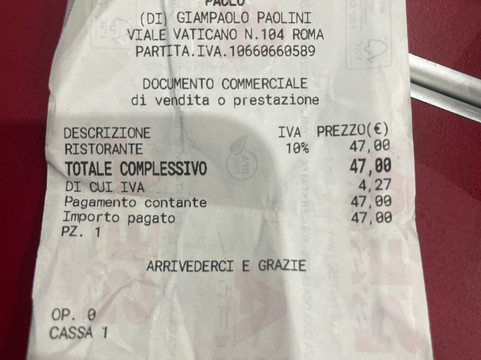 PAOLO
(DI) GIAMPAOLO PAOLINI
VIALE VATICANO N.104 ROMA
PARTITA.IVA.10660660589
DOCUMENTO COMMERCIALE
di vendita o prestazione
DESCRIZIONE IVA PREZZO(€)
RISTORANTE 10% 47,00
TOTALE COMPLESSIVO 47,00
DI CUI IVA 4,27
Pagamento contante 47,00
Importo pagato 47,00
PZ. 1
ARRIVEDERCI E GRAZIE
OP. 0
CASSA 1